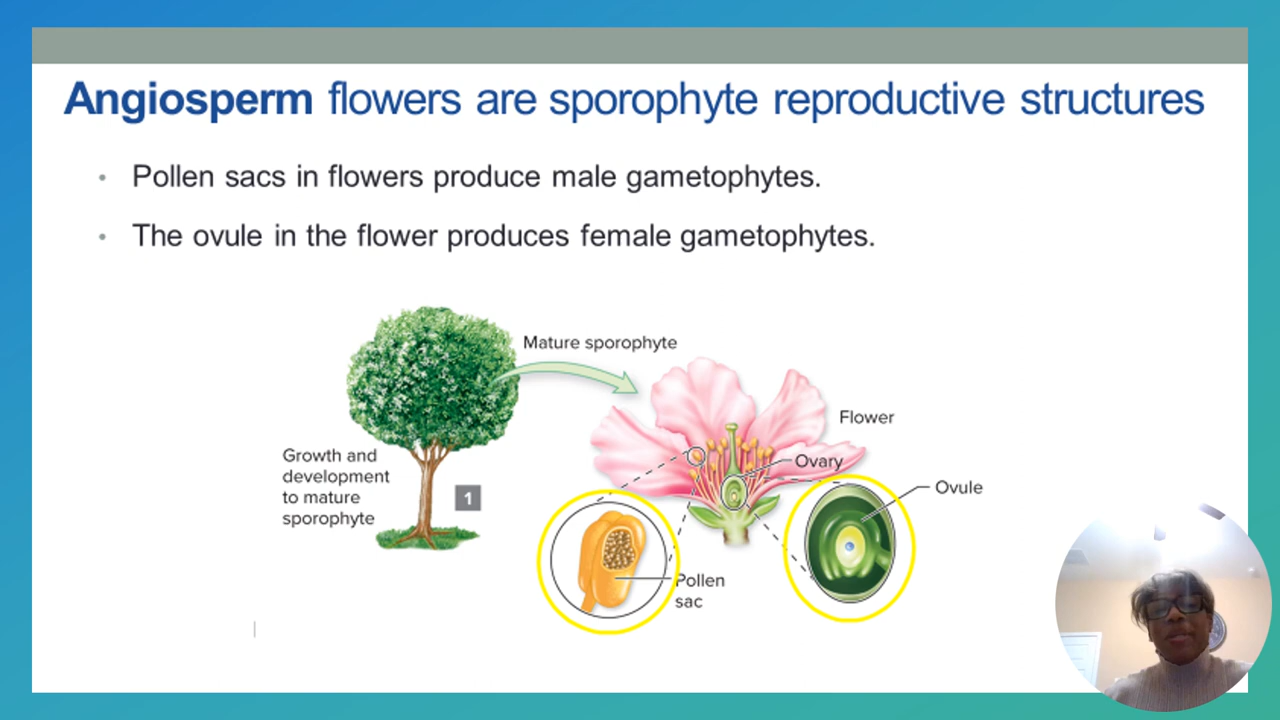 Angiosperm flowers are sporophyte reproductive structures
• Pollen sacs in flowers produce male gametophytes.
• The ovule in the flower produces female gametophytes.
Mature sporophyte
Flower
Growth and
development
to mature
sporophyte
1
Ovary
Ovule
Pollen
sac